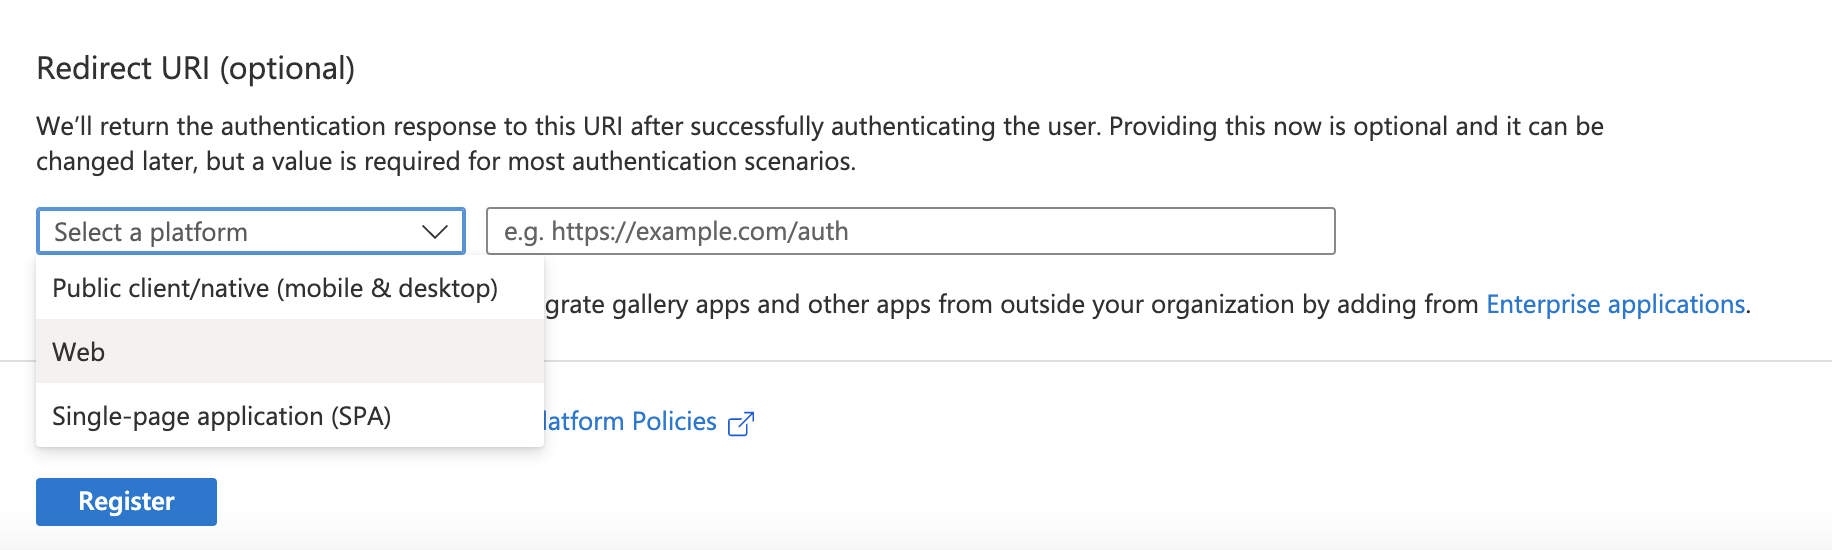 Redirect URI (optional)
We’ll return the authentication response to this URI after successfully authenticating the user. Providing this now is optional and it can be
changed later, but a value is required for most authentication scenarios.
Select a platform
e.g. https://example.com/auth
Public client/native (mobile & desktop)
grate gallery apps and other apps from outside your organization by adding from Enterprise applications.
Web
Single-page application (SPA)
latform Policies
Register